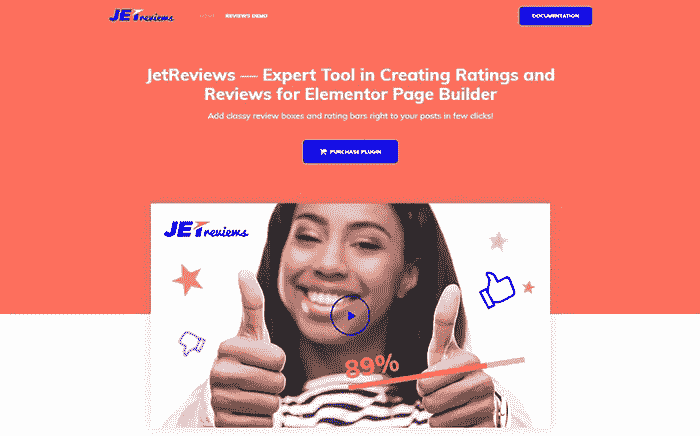 JETreviews
HOME
REVIEWS DEMO
DOCUMENTATION
JetReviews — Expert Tool in Creating Ratings and
Reviews for Elementor Page Builder
Add classy review boxes and rating bars right to your posts in few clicks!
PURCHASE PLUGIN
JETreviews
89%